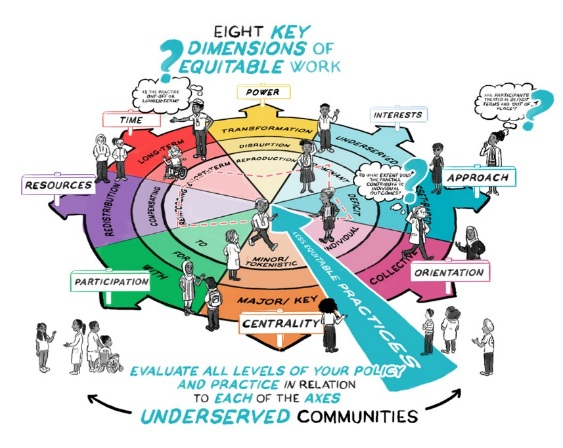 EIGHT KEY
DIMENSIONS OF
EQUITABLE WORK
IS THE PRACTICE
ONE-OFF OR
LONGER-TERM?
POWER
TIME
INTERESTS
ARE PARTICIPANTS
TREATED IN DEFICIT
TERMS AND OUT OF
PLACE?
TRANSFORMATION
DISRUPTION
REPRODUCTION
LONG-TERM
SHORT-TERM
UNDERSERVED
DOMINANT
TO WHAT EXTENT DOES
THE PRACTICE
CONTRIBUTE TO
INDIVIDUAL
OUTCOMES?
RESOURCES
REDISTRIBUTION
COMPENSATING
APPROACH
DEFICIT
INDIVIDUAL
COLLECTIVE
ORIENTATION
PARTICIPATION
WITH
FOR
TO
MINOR/
TOKENISTIC
MAJOR/ KEY
CENTRALITY
LESS EQUITABLE PRACTICES
EVALUATE ALL LEVELS OF YOUR POLICY
AND PRACTICE IN RELATION
TO EACH OF THE AXES
UNDERSERVED COMMUNITIES